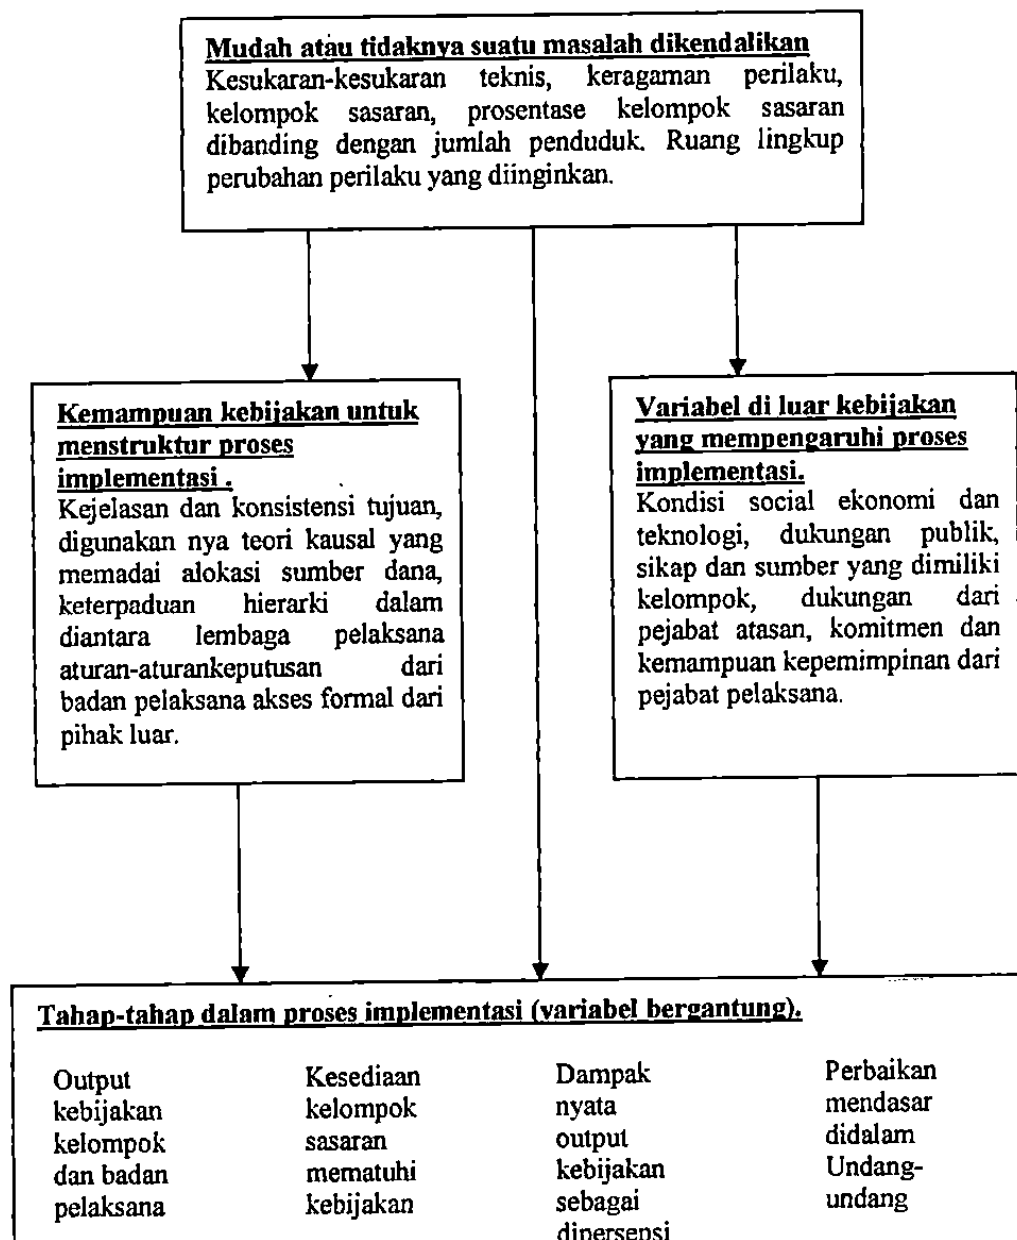 Mudah atau tidaknya suatu masalah dikendalikan
Kesukaran-kesukaran teknis, keragaman perilaku,
kelompok sasaran, prosentase kelompok sasaran
dibanding dengan jumlah penduduk. Ruang lingkup
perubahan perilaku yang diinginkan.
Kemampuan kebijakan untuk
menstruktur proses
implementasi .
Kejelasan dan konsistensi tujuan,
digunakan nya teori kausal yang
memadai alokasi sumber dana,
keterpaduan hierarki dalam
diantara lembaga pelaksana
aturan-aturankeputusan dari
badan pelaksana akses formal dari
pihak luar.
Variabel di luar kebijakan
yang mempengaruhi proses
implementasi.
Kondisi social ekonomi dan
teknologi, dukungan publik,
sikap dan sumber yang dimiliki
kelompok, dukungan dari
pejabat atasan, komitmen dan
kemampuan kepemimpinan dari
pejabat pelaksana.
Tahap-tahap dalam proses implementasi (variabel bergantung).
Output
kebijakan
kelompok
dan badan
pelaksana
Kesediaan
kelompok
sasaran
mematuhi
kebijakan
Dampak
nyata
output
kebijakan
sebagai
dipersepsi
Perbaikan
mendasar
didalam
Undang-
undang